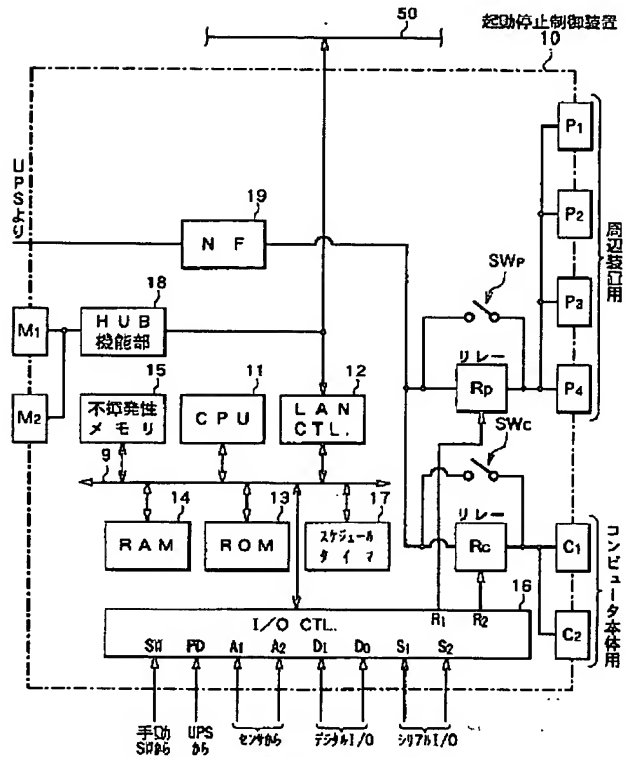 50
起動停止制御装置
10
UPSより
19
NF
18
HUB
機能部
M1
M2
15
不揮発性
メモリ
11
CPU
12
LAN
CTL.
9
14
RAM
13
ROM
17
スケジュール
タイマ
SWP
リレー
RP
SWC
リレー
RC
P1
P2
P3
P4
周辺装置用
C1
C2
コンピュータ本体用
16
I/O CTL.
R1
R2
SW
PD
A1
A2
D1
D0
S1
S2
手動
SWから
UPS
から
センサから
デジタルI/O
シリアルI/O